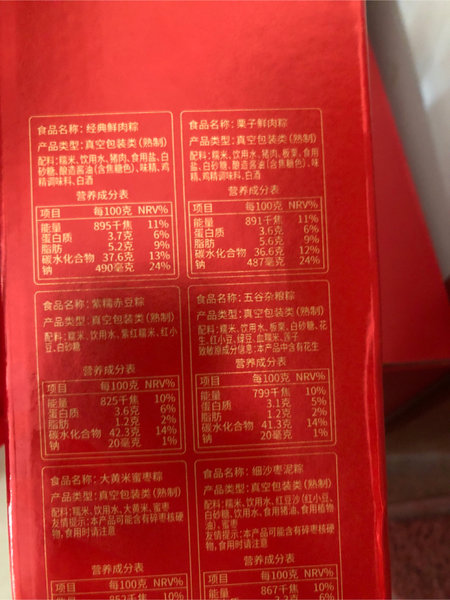 食品名称：经典鲜肉粽
产品类型：真空包装类（熟制）
配料：糯米、饮用水、猪肉、食用盐、白
砂糖、酿造酱油（含焦糖色）、味精、鸡
精调味料、白酒
营养成分表
项目 每100克 NRV%
能量 895千焦 11%
蛋白质 3.7克 6%
脂肪 5.2克 9%
碳水化合物 37.6克 13%
钠 490毫克 24%
食品名称：栗子鲜肉粽
产品类型：真空包装类（熟制）
配料：糯米、饮用水、猪肉、板栗、食用
盐、白砂糖、酿造酱油（含焦糖色）、味
精、鸡精调味料、白酒
营养成分表
项目 每100克 NRV%
能量 891千焦 11%
蛋白质 3.6克 6%
脂肪 5.6克 9%
碳水化合物 36.6克 12%
钠 487毫克 24%
食品名称：紫糯赤豆粽
产品类型：真空包装类（熟制）
配料：糯米、饮用水、紫红糯米、红小
豆、白砂糖
营养成分表
项目 每100克 NRV%
能量 825千焦 10%
蛋白质 3.6克 6%
脂肪 1.2克 2%
碳水化合物 42.3克 14%
钠 20毫克 1%
食品名称：五谷杂粮粽
产品类型：真空包装类（熟制）
配料：糯米、饮用水、板栗、白砂糖、花
生、红小豆、绿豆、血糯米、莲子
致敏原成分信息：本产品中含有花生
营养成分表
项目 每100克 NRV%
能量 799千焦 10%
蛋白质 3.1克 5%
脂肪 1.2克 2%
碳水化合物 41.3克 14%
钠 20毫克 1%
食品名称：大黄米蜜枣粽
产品类型：真空包装类（熟制）
配料：糯米、饮用水、大黄米、蜜枣
友情提示：本产品可能含有碎枣核硬
物，食用时请注意
营养成分表
项目 每100克 NRV%
能量 852千焦 10%
食品名称：细沙枣泥粽
产品类型：真空包装类（熟制）
配料：糯米、饮用水、红豆沙（红小豆、
白砂糖、饮用水、食用猪油、食用植物
油）、蜜枣
友情提示：本产品可能含有碎枣核硬
物，食用时请注意
营养成分表
项目 每100克 NRV%
能量 867千焦 10%